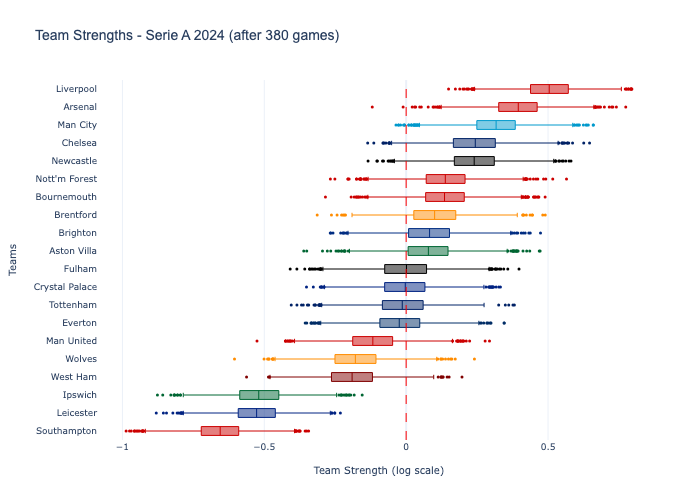 Team Strengths - Serie A 2024 (after 380 games)
Liverpool
Arsenal
Man City
Chelsea
Newcastle
Nott'm Forest
Bournemouth
Brentford
Brighton
Aston Villa
Fulham
Crystal Palace
Tottenham
Everton
Man United
Wolves
West Ham
Ipswich
Leicester
Southampton
Teams
−1
−0.5
0
0.5
Team Strength (log scale)